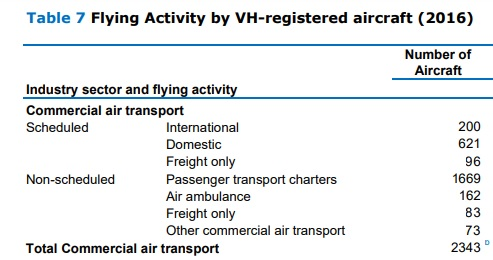 Table 7 Flying Activity by VH-registered aircraft (2016)
Number of
Aircraft
Industry sector and flying activity
Commercial air transport
Scheduled International 200
Domestic 621
Freight only 96
Non-scheduled Passenger transport charters 1669
Air ambulance 162
Freight only 83
Other commercial air transport 73
Total Commercial air transport 2343 D